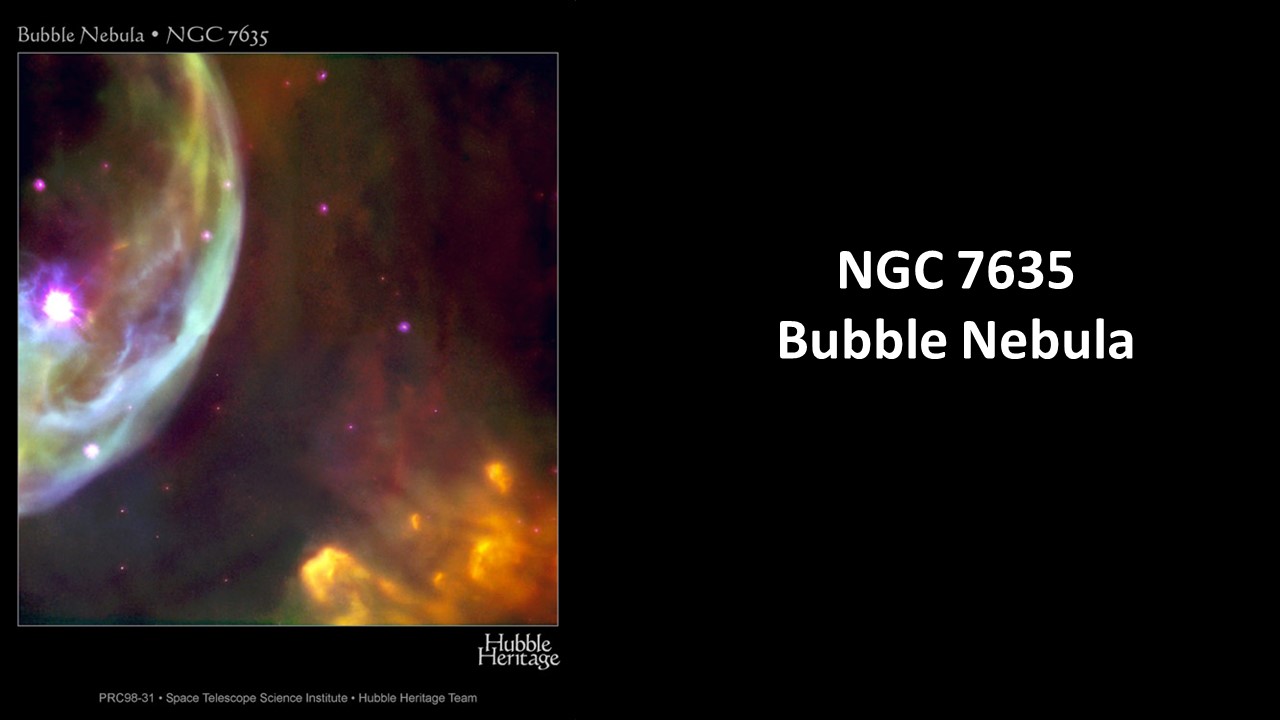 Bubble Nebula • NGC 7635
NGC 7635
Bubble Nebula
Hubble
Heritage
PRC98-31 • Space Telescope Science Institute • Hubble Heritage Team